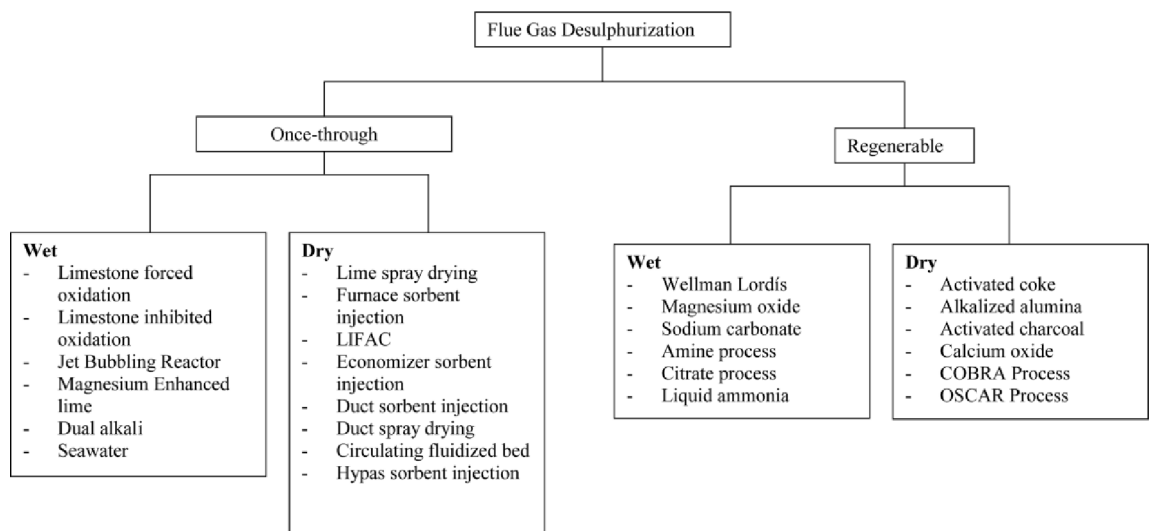 Flue Gas Desulphurization
Once-through
Regenerable
Wet
- Limestone forced
oxidation
- Limestone inhibited
oxidation
- Jet Bubbling Reactor
- Magnesium Enhanced
lime
- Dual alkali
- Seawater
Dry
- Lime spray drying
- Furnace sorbent
injection
- LIFAC
- Economizer sorbent
injection
- Duct sorbent injection
- Duct spray drying
- Circulating fluidized bed
- Hypas sorbent injection
Wet
- Wellman Lordís
- Magnesium oxide
- Sodium carbonate
- Amine process
- Citrate process
- Liquid ammonia
Dry
- Activated coke
- Alkalized alumina
- Activated charcoal
- Calcium oxide
- COBRA Process
- OSCAR Process